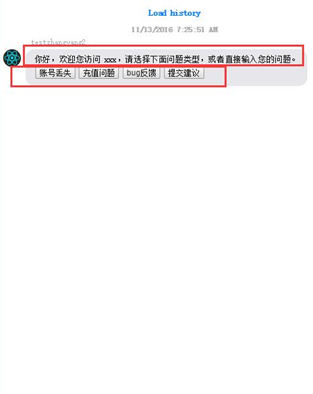 Load history
11/13/2016 7:25:51 AM
你好，欢迎您访问 xxx，请选择下面问题类型，或者直接输入您的问题。
账号丢失 充值问题 bug反馈 提交建议